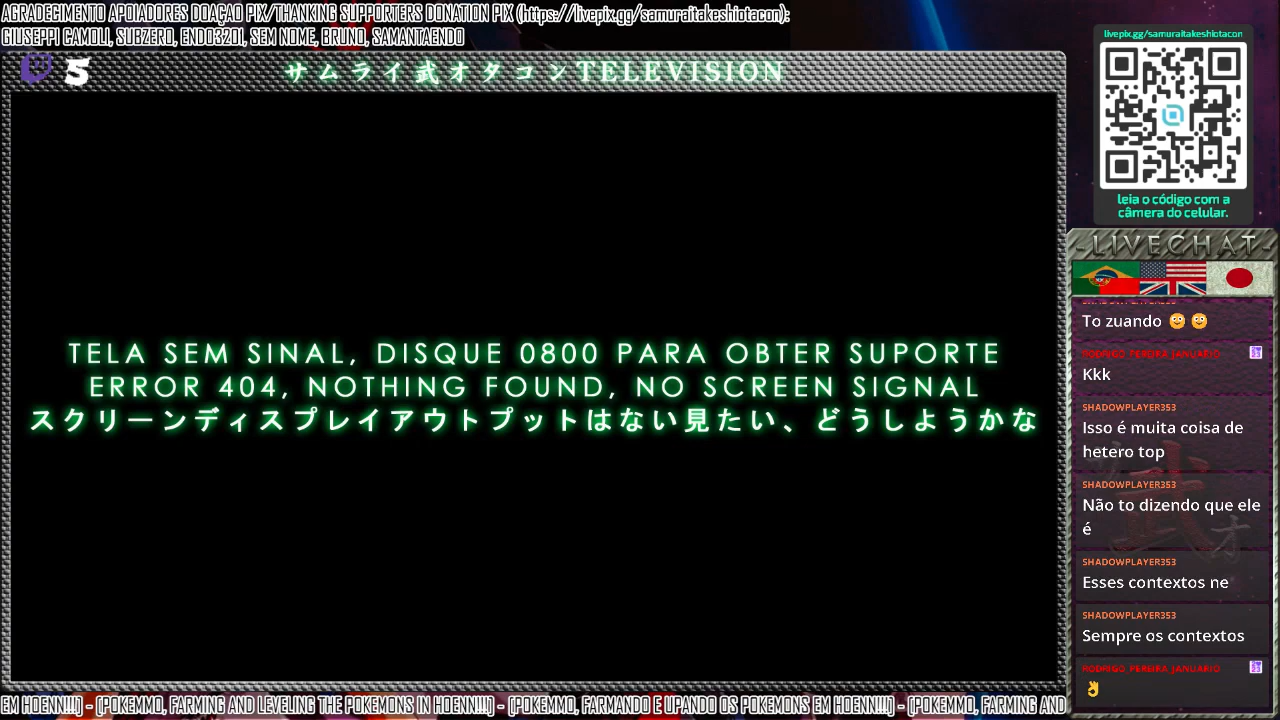 AGRADECIMENTO APOIADORES DOAÇAO PIX/THANKING SUPPORTERS DONATION PIX (https://livepix.gg/samuraitakeshiotacon):
GIUSEPPI CAMOLI, SUBZERO, ENDO3201, SEM NOME, BRUNO, SAMANTAENDO
5
サムライ武オタコンTELEVISION
livepix.gg/samuraitakeshiotacon
leia o código com a
câmera do celular.
-LIVECHAT-
TELA SEM SINAL, DISQUE 0800 PARA OBTER SUPORTE
ERROR 404, NOTHING FOUND, NO SCREEN SIGNAL
スクリーンディスプレイアウトプットはない見たい、どうしようかな
To zuando 🙂 🙂
RODRIGO_PEREIRA_JANUARIO
Kkk
SHADOWPLAYER353
Isso é muita coisa de
hetero top
SHADOWPLAYER353
Não to dizendo que ele
é
SHADOWPLAYER353
Esses contextos ne
SHADOWPLAYER353
Sempre os contextos
RODRIGO_PEREIRA_JANUARIO
👌
EM HOENN!!!!) - (POKEMMO, FARMING AND LEVELING THE POKEMONS IN HOENN!!!!) - (POKEMMO, FARMANDO E UPANDO OS POKEMONS EM HOENN!!!!) - (POKEMMO, FARMING AND